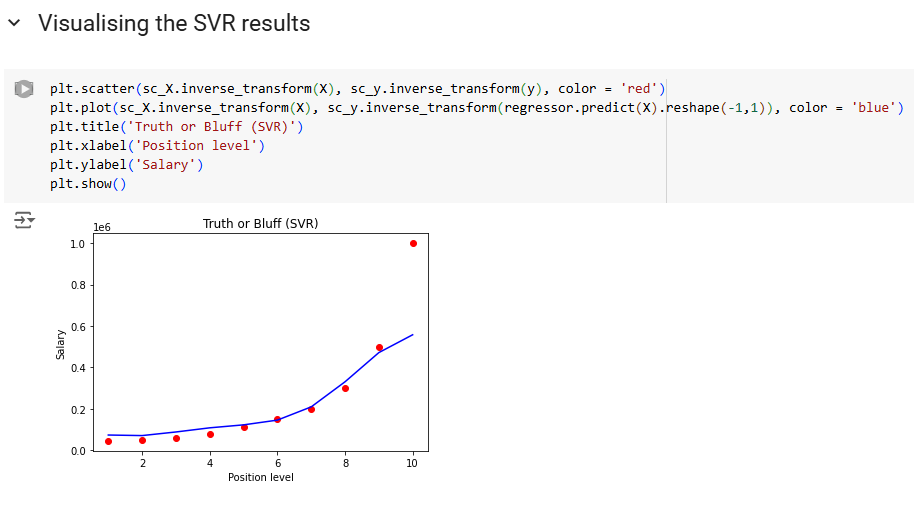 Visualising the SVR results
plt.scatter(sc_X.inverse_transform(X), sc_y.inverse_transform(y), color = 'red')
plt.plot(sc_X.inverse_transform(X), sc_y.inverse_transform(regressor.predict(X).reshape(-1,1)), color = 'blue')
plt.title('Truth or Bluff (SVR)')
plt.xlabel('Position level')
plt.ylabel('Salary')
plt.show()
1e6
Truth or Bluff (SVR)
1.0
0.8
0.6
0.4
0.2
0.0
Salary
2 4 6 8 10
Position level